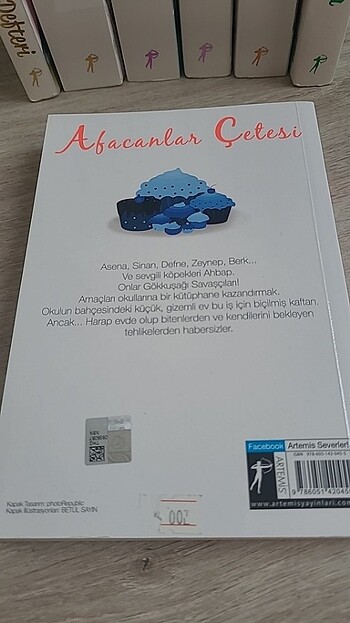 Defteri
Afacanlar Çetesi
Asena, Sinan, Defne, Zeynep, Berk...
Ve sevgili köpekleri Ahbap.
Onlar Gökkuşağı Savaşçıları!
Amaçları okullarına bir kütüphane kazandırmak.
Okulun bahçesindeki küçük, gizemli ev bu iş için biçilmiş kaftan.
Ancak... Harap evde olup bitenlerden ve kendilerini bekleyen
tehlikelerden habersizler.
Facebook Artemis Severler
ARTEMİS
www.artemisyayinlari.com
Kapak Tasarım: photoRepublic
Kapak İllüstrasyonları: BETÜL SAYIN